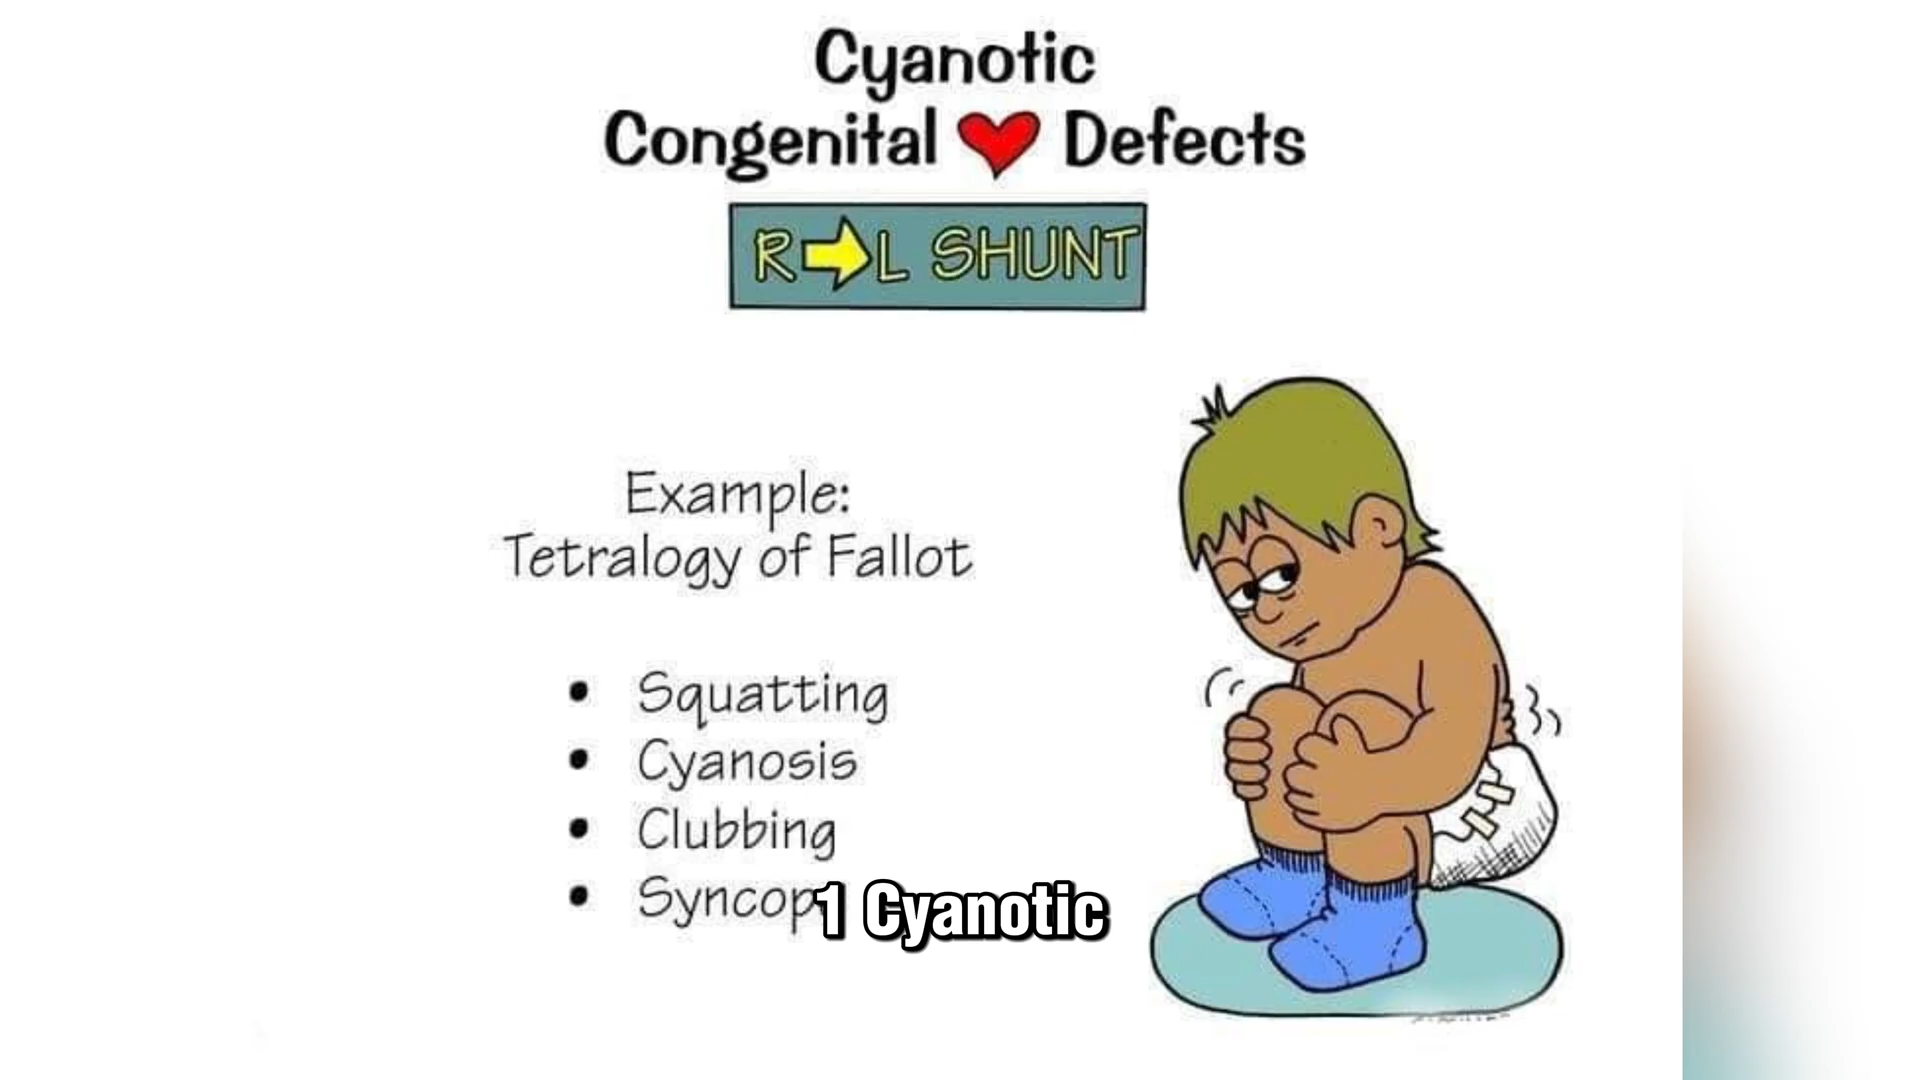 Cyanotic
Congenital Defects
R L SHUNT
Example:
Tetralogy of Fallot
• Squatting
• Cyanosis
• Clubbing
• Syncop
1 Cyanotic